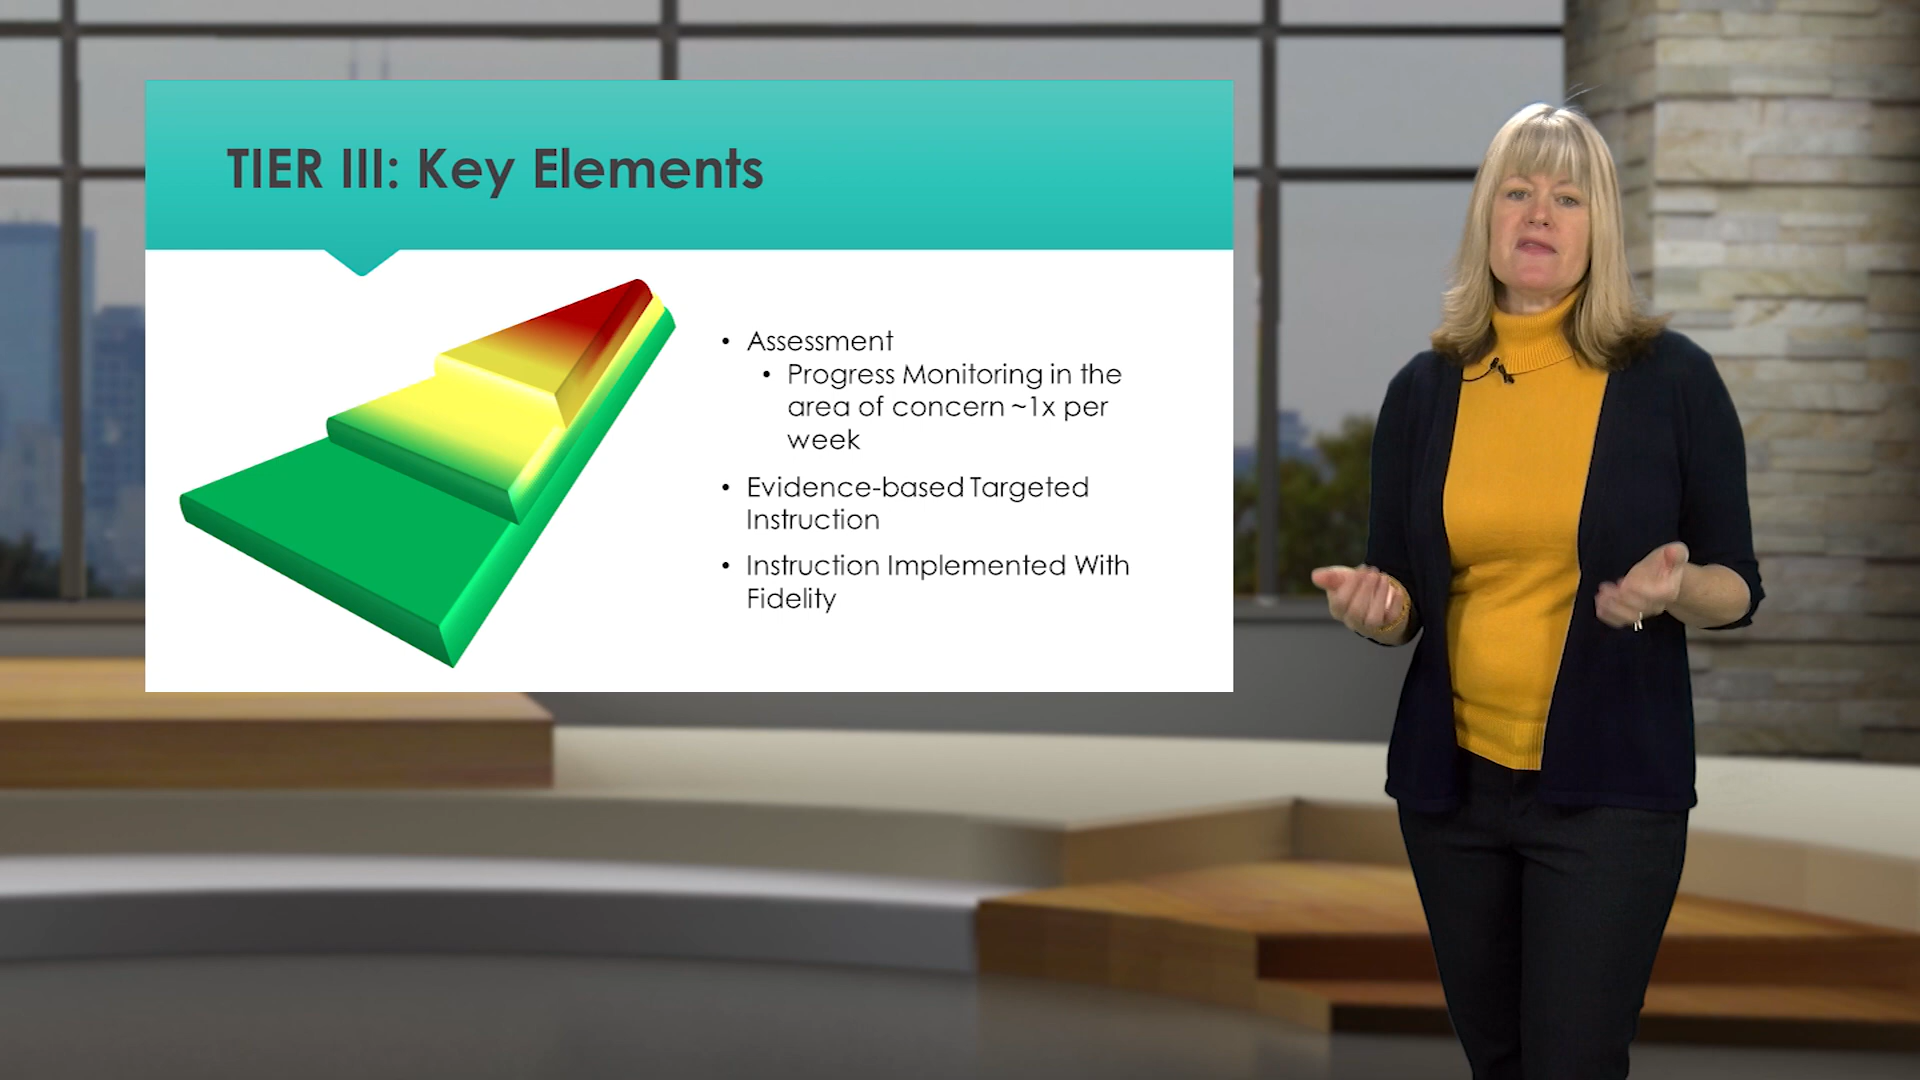 TIER III: Key Elements
• Assessment
• Progress Monitoring in the
area of concern ~1x per
week
• Evidence-based Targeted
Instruction
• Instruction Implemented With
Fidelity